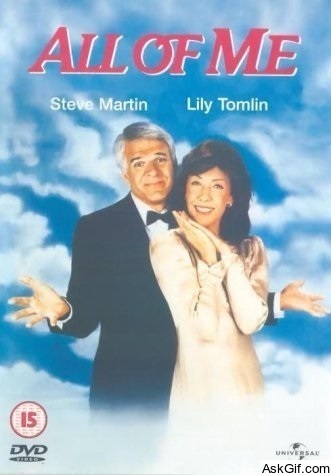 ALL OF ME
Steve Martin Lily Tomlin
15
DVD
VIDEO
UNIVERSAL
AskGif.com